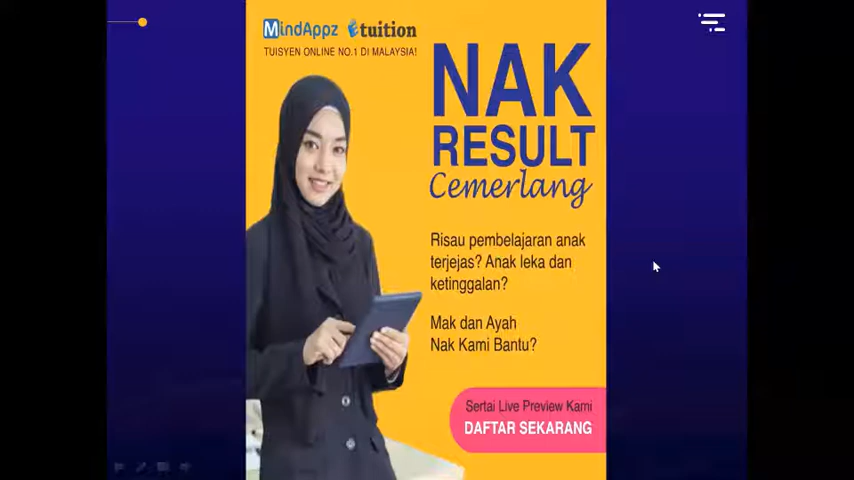 MindAppz etuition
TUISYEN ONLINE NO.1 DI MALAYSIA!
NAK
RESULT
Cemerlang
Risau pembelajaran anak
terjejas? Anak leka dan
ketinggalan?
Mak dan Ayah
Nak Kami Bantu?
Sertai Live Preview Kami
DAFTAR SEKARANG